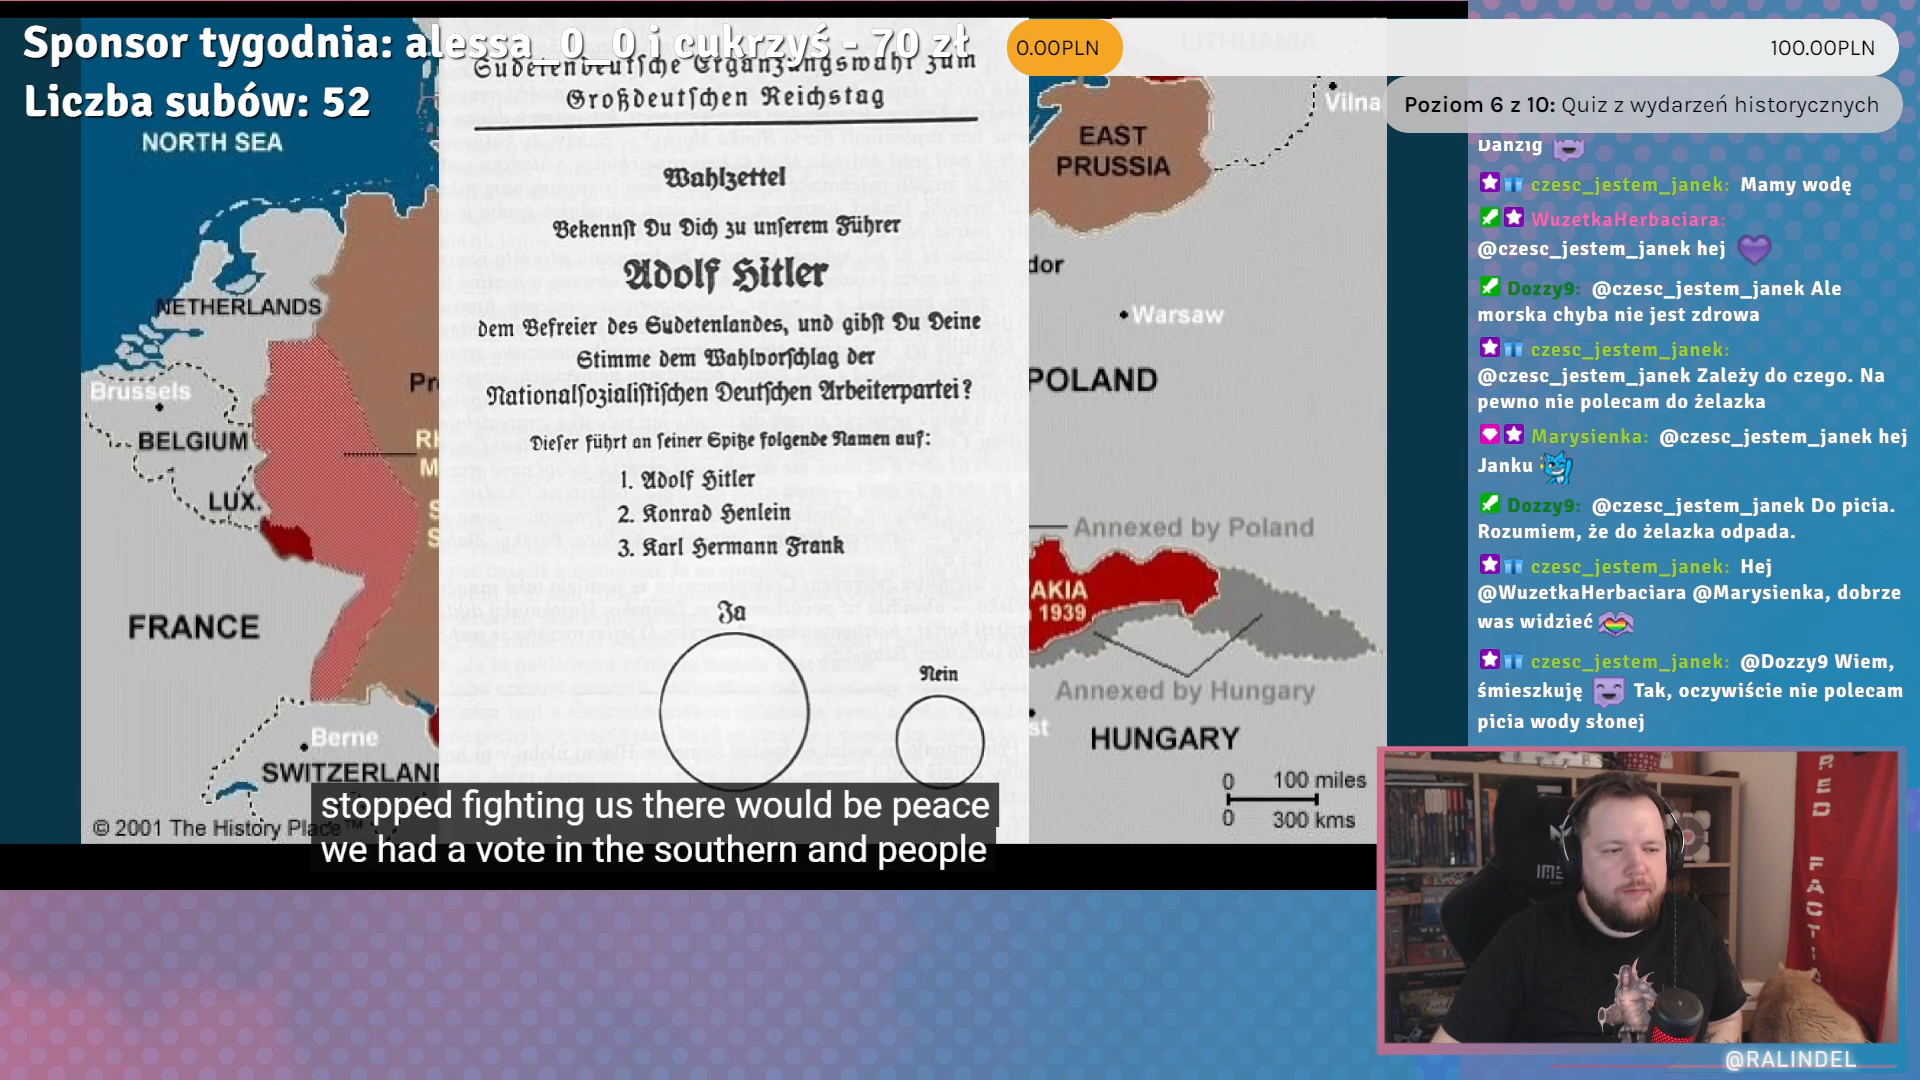 Sponsor tygodnia: alessa_0_0 i cukrzyś - 70 zł
Liczba subów: 52
0.00PLN
100.00PLN
Poziom 6 z 10: Quiz z wydarzeń historycznych
NORTH SEA
NETHERLANDS
Brussels
BELGIUM
LUX.
FRANCE
Berne
SWITZERLAND
© 2001 The History Place™
Sudetendeutsche Ergänzungswahl zum
Großdeutschen Reichstag
Wahlzettel
Bekennst Du Dich zu unserem Führer
Adolf Hitler
dem Befreier des Sudetenlandes, und gibst Du Deine
Stimme dem Wahlvorschlag der
Nationalsozialistischen Deutschen Arbeiterpartei?
Dieser führt an seiner Spitze folgende Namen auf:
1. Adolf Hitler
2. Konrad Henlein
3. Karl Hermann Frank
Ja
Nein
LITHUANIA
Vilna
EAST
PRUSSIA
dor
Warsaw
POLAND
Annexed by Poland
AKIA
1939
Annexed by Hungary
st
HUNGARY
0 100 miles
0 300 kms
stopped fighting us there would be peace
we had a vote in the southern and people
Danzig
czesc_jestem_janek: Mamy wodę
WuzetkaHerbaciara:
@czesc_jestem_janek hej
Dozzy9: @czesc_jestem_janek Ale
morska chyba nie jest zdrowa
czesc_jestem_janek:
@czesc_jestem_janek Zależy do czego. Na
pewno nie polecam do żelazka
Marysienka: @czesc_jestem_janek hej
Janku
Dozzy9: @czesc_jestem_janek Do picia.
Rozumiem, że do żelazka odpada.
czesc_jestem_janek: Hej
@WuzetkaHerbaciara @Marysienka, dobrze
was widzieć
czesc_jestem_janek: @Dozzy9 Wiem,
śmieszkuję Tak, oczywiście nie polecam
picia wody słonej
RED FACTI
@RALINDEL